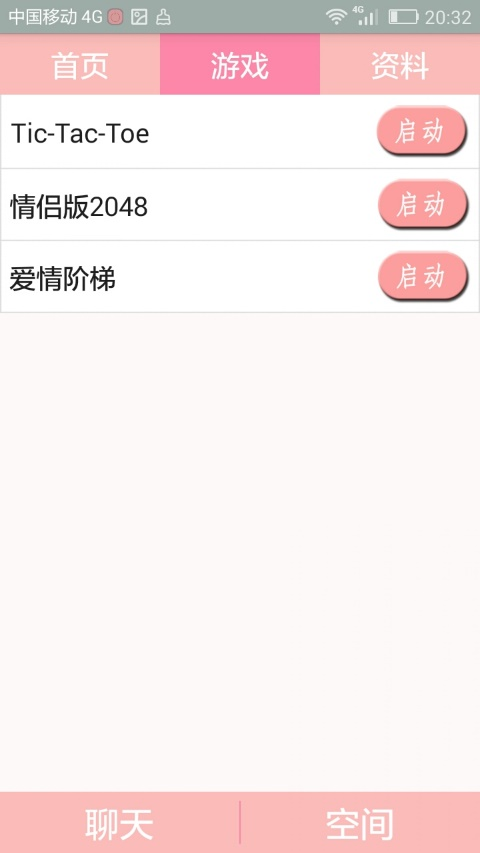 中国移动 4G 4G 20:32
首页 游戏 资料
Tic-Tac-Toe 启动
情侣版2048 启动
爱情阶梯 启动
聊天 空间